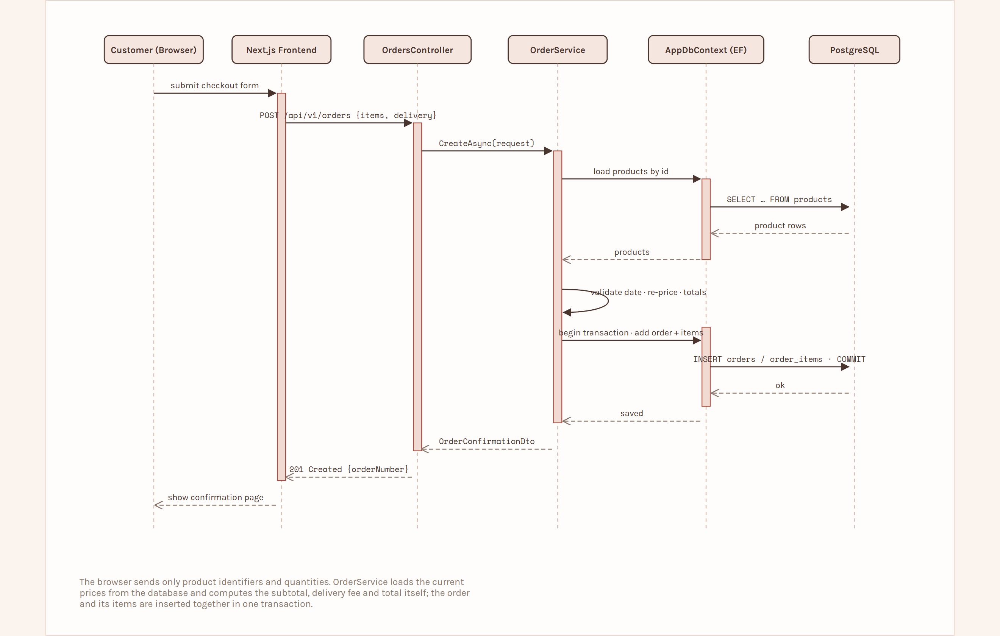 Customer (Browser)
Next.js Frontend
OrdersController
OrderService
AppDbContext (EF)
PostgreSQL
submit checkout form
POST /api/v1/orders {items, delivery}
CreateAsync(request)
load products by id
SELECT … FROM products
product rows
products
validate date · re-price · totals
begin transaction · add order + items
INSERT orders / order_items · COMMIT
ok
saved
OrderConfirmationDto
201 Created {orderNumber}
show confirmation page
The browser sends only product identifiers and quantities. OrderService loads the current
prices from the database and computes the subtotal, delivery fee and total itself; the order
and its items are inserted together in one transaction.